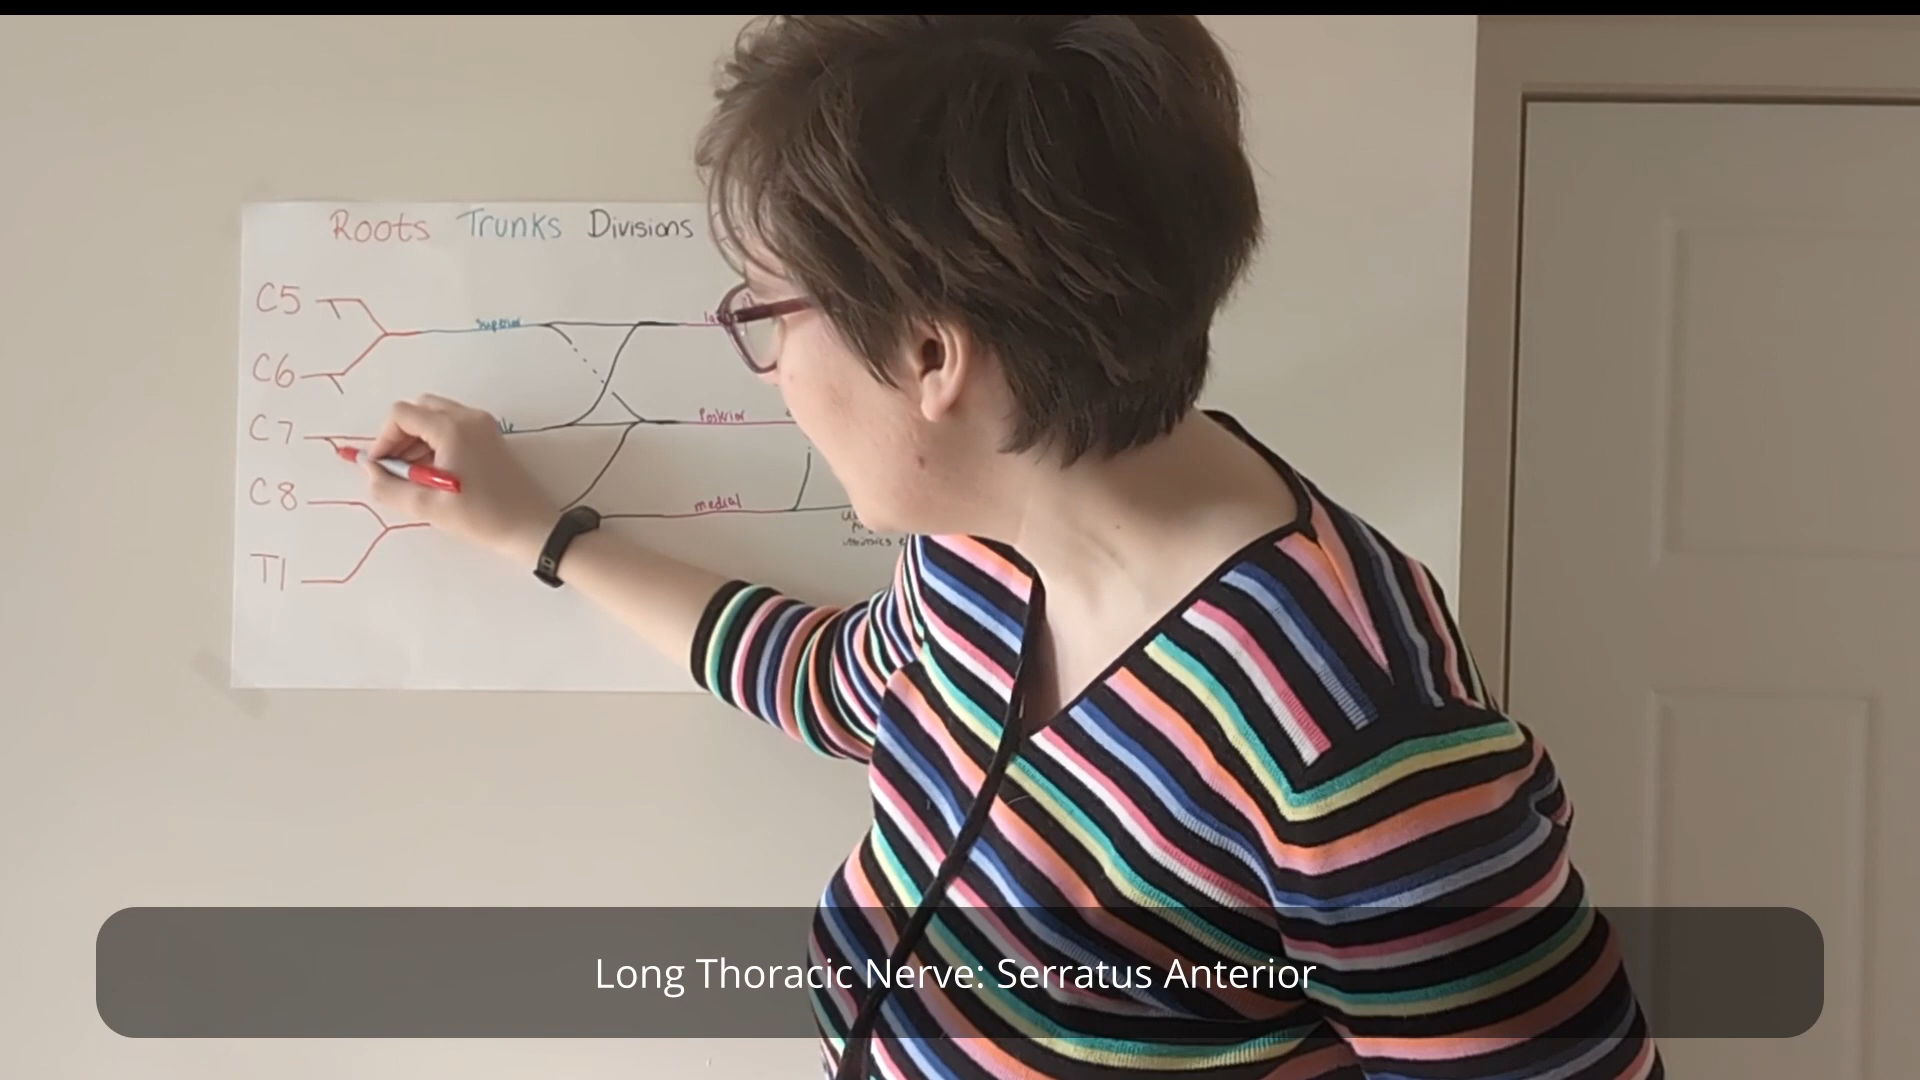 Roots Trunks Divisions
C5
superior
C6
Posterior
C7
C8
medial
T1
Long Thoracic Nerve: Serratus Anterior